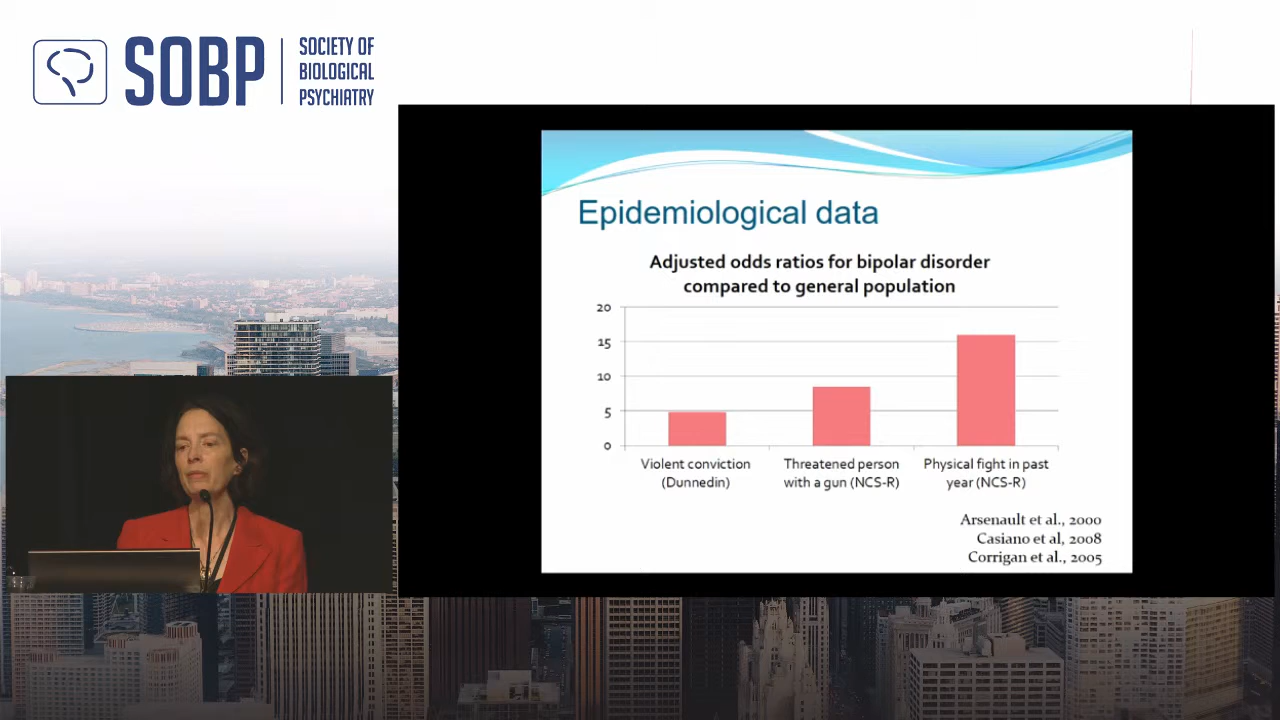 SOBP
SOCIETY OF
BIOLOGICAL
PSYCHIATRY
Epidemiological data
Adjusted odds ratios for bipolar disorder
compared to general population
20
15
10
5
0
Violent conviction
(Dunnedin)
Threatened person
with a gun (NCS-R)
Physical fight in past
year (NCS-R)
Arsenault et al., 2000
Casiano et al, 2008
Corrigan et al., 2005